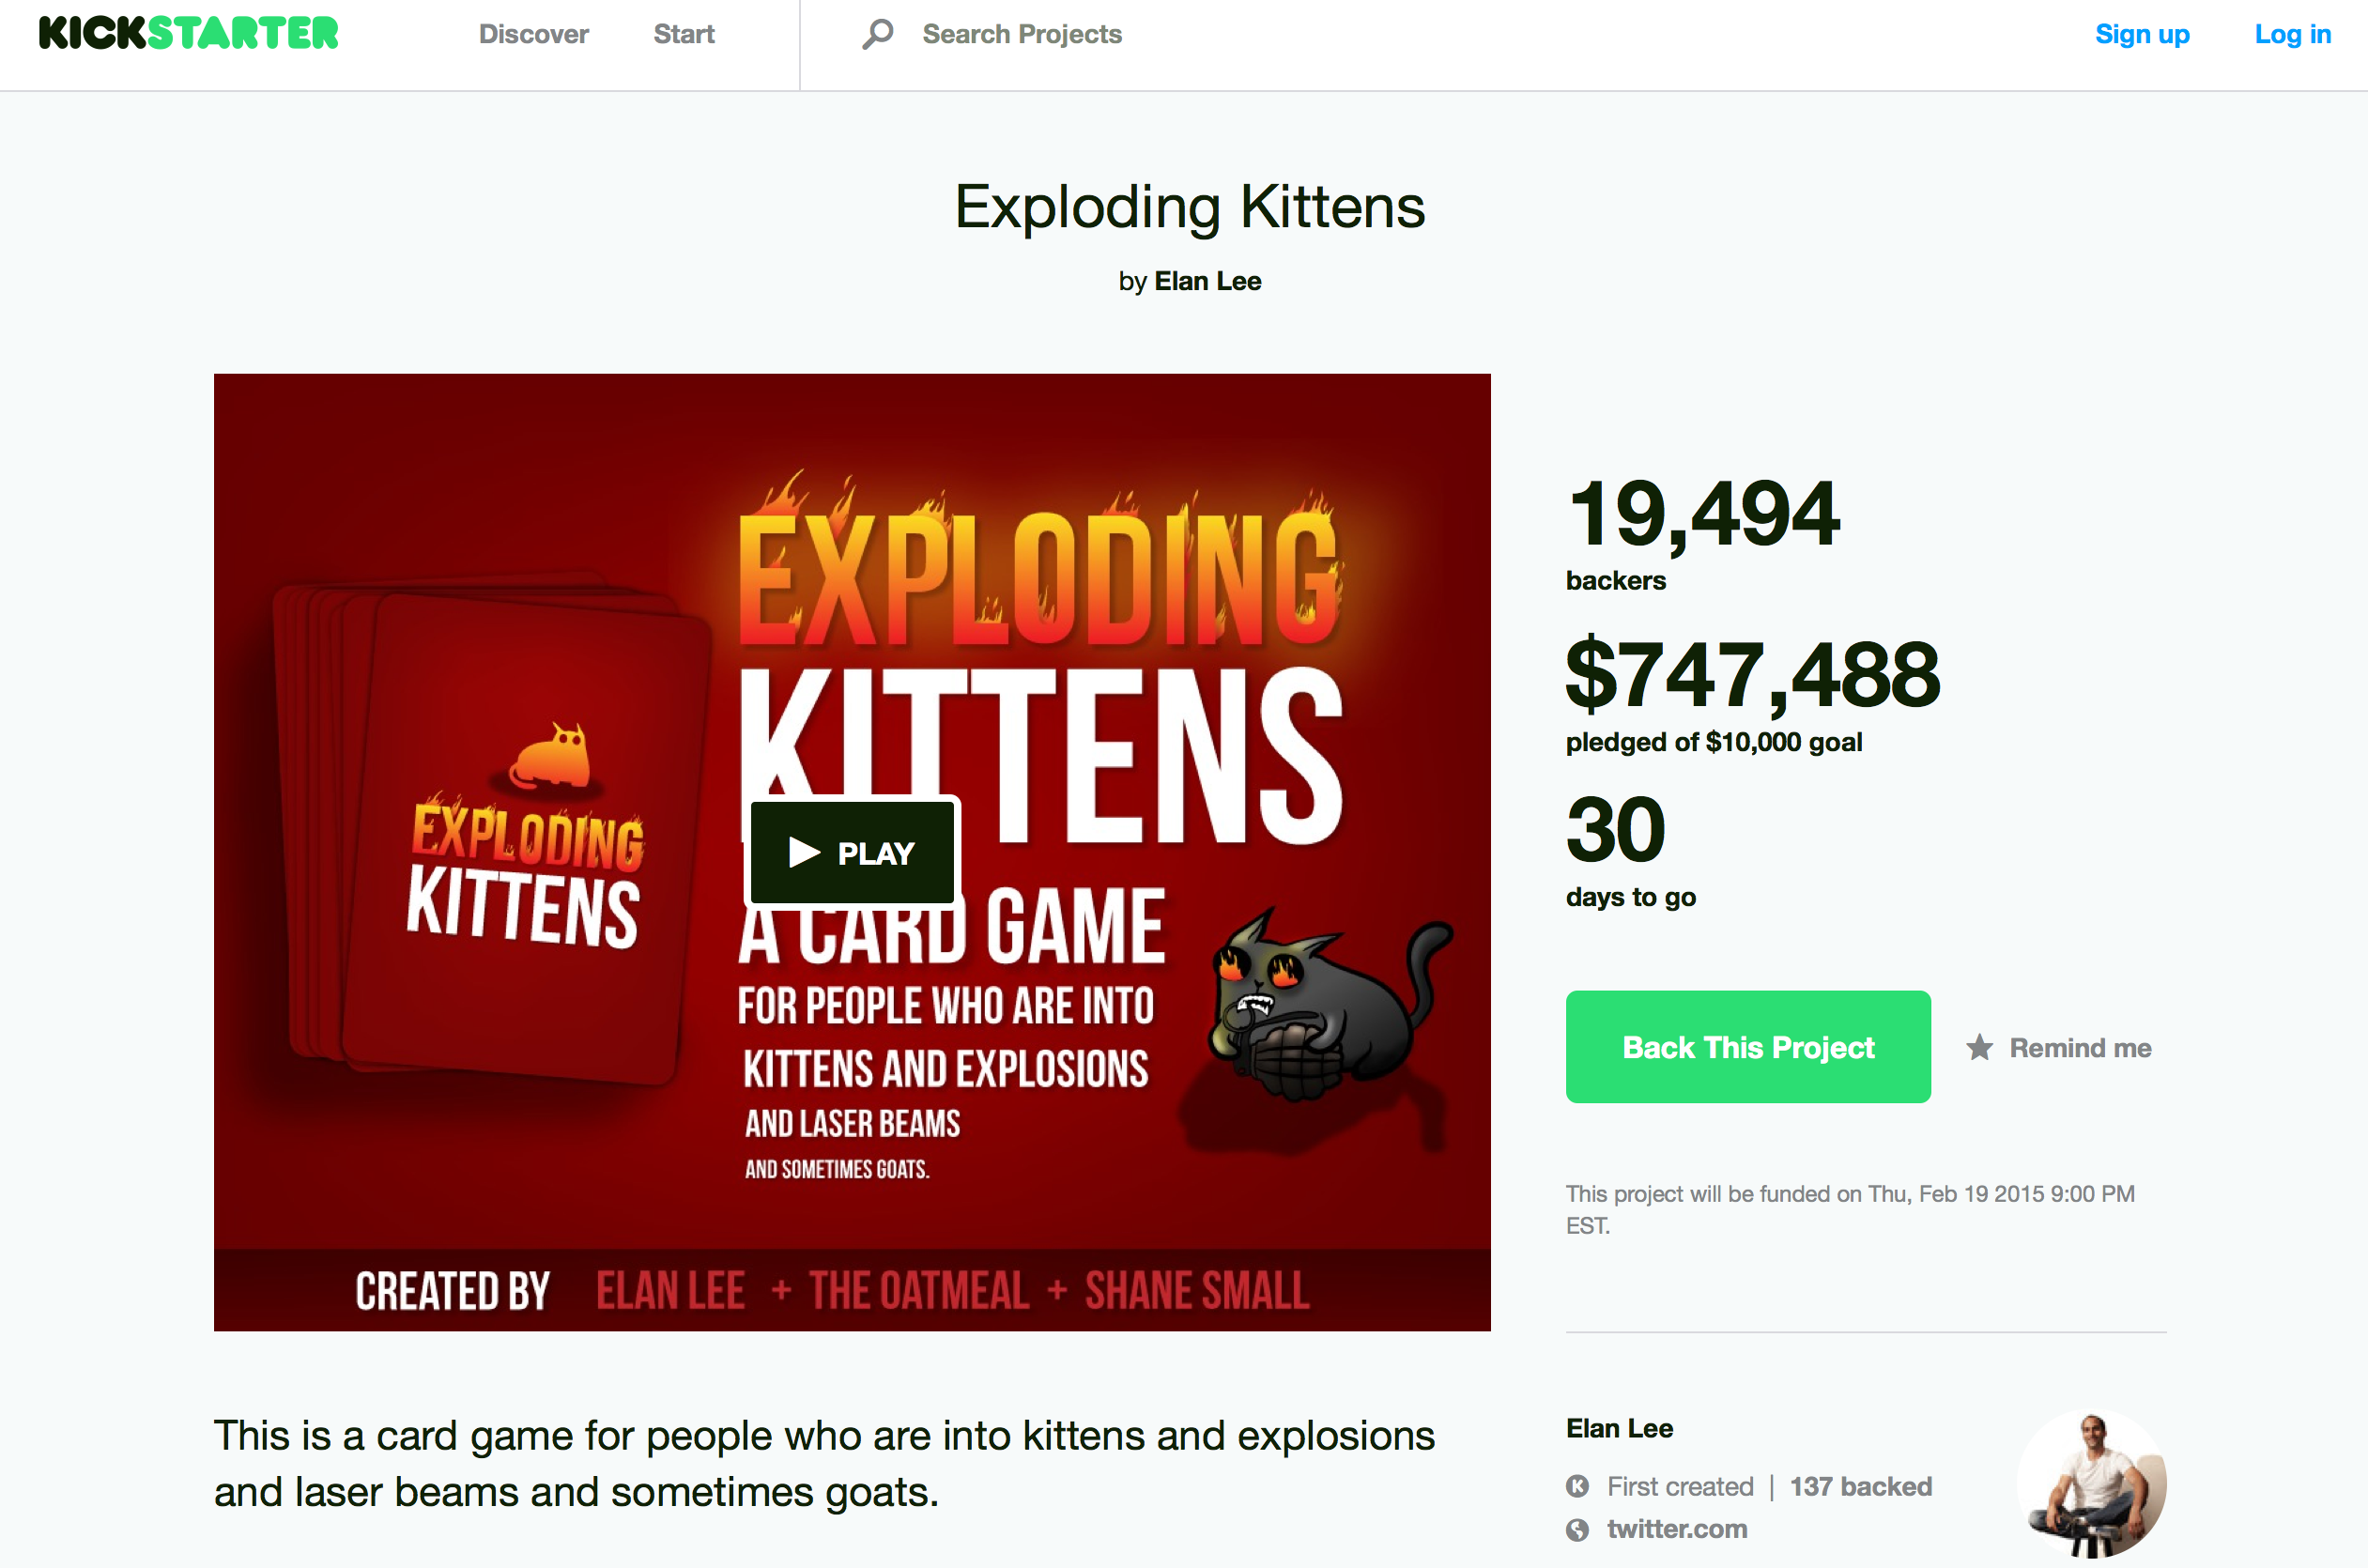 KICKSTARTER
Discover
Start
Search Projects
Sign up
Log in
Exploding Kittens
by Elan Lee
EXPLODING
KITTENS
EXPLODING
KITTENS
PLAY
A CARD GAME
FOR PEOPLE WHO ARE INTO
KITTENS AND EXPLOSIONS
AND LASER BEAMS
AND SOMETIMES GOATS.
CREATED BY ELAN LEE + THE OATMEAL + SHANE SMALL
19,494
backers
$747,488
pledged of $10,000 goal
30
days to go
Back This Project
Remind me
This project will be funded on Thu, Feb 19 2015 9:00 PM
EST.
This is a card game for people who are into kittens and explosions
and laser beams and sometimes goats.
Elan Lee
First created | 137 backed
twitter.com